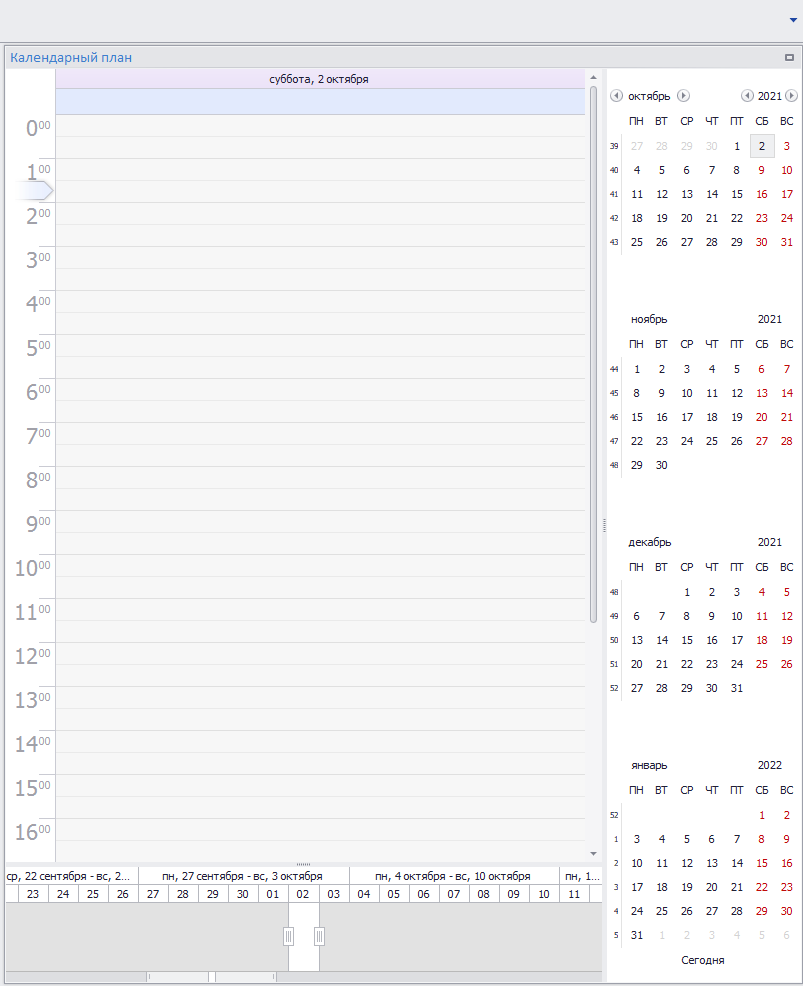 Календарный план
суббота, 2 октября
0 00
1 00
2 00
3 00
4 00
5 00
6 00
7 00
8 00
9 00
10 00
11 00
12 00
13 00
14 00
15 00
16 00
октябрь 2021
ПН ВТ СР ЧТ ПТ СБ ВС
39 27 28 29 30 1 2 3
40 4 5 6 7 8 9 10
41 11 12 13 14 15 16 17
42 18 19 20 21 22 23 24
43 25 26 27 28 29 30 31
ноябрь 2021
ПН ВТ СР ЧТ ПТ СБ ВС
44 1 2 3 4 5 6 7
45 8 9 10 11 12 13 14
46 15 16 17 18 19 20 21
47 22 23 24 25 26 27 28
48 29 30
декабрь 2021
ПН ВТ СР ЧТ ПТ СБ ВС
48 1 2 3 4 5
49 6 7 8 9 10 11 12
50 13 14 15 16 17 18 19
51 20 21 22 23 24 25 26
52 27 28 29 30 31
январь 2022
ПН ВТ СР ЧТ ПТ СБ ВС
52 1 2
1 3 4 5 6 7 8 9
2 10 11 12 13 14 15 16
3 17 18 19 20 21 22 23
4 24 25 26 27 28 29 30
5 31 1 2 3 4 5 6
Сегодня
ср, 22 сентября - вс, 2... пн, 27 сентября - вс, 3 октября пн, 4 октября - вс, 10 октября пн, 1...
23 24 25 26 27 28 29 30 01 02 03 04 05 06 07 08 09 10 11